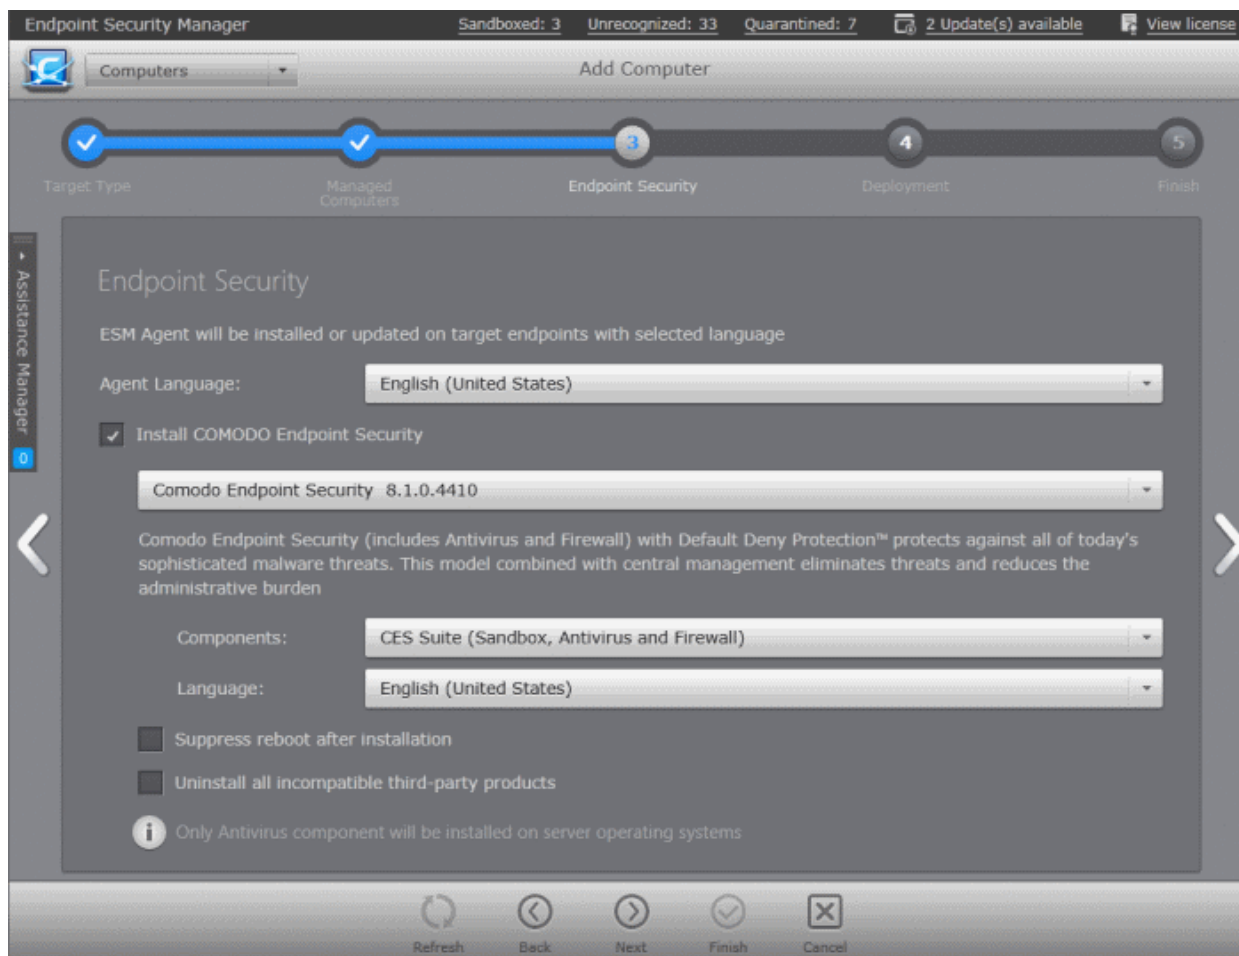 Endpoint Security Manager Sandboxed: 3 Unrecognized: 33 Quarantined: 7 2 Update(s) available View license
Computers Add Computer
3 4 5
Target Type Managed Computers Endpoint Security Deployment Finish
Assistance Manager
0
Endpoint Security
ESM Agent will be installed or updated on target endpoints with selected language
Agent Language: English (United States)
Install COMODO Endpoint Security
Comodo Endpoint Security 8.1.0.4410
Comodo Endpoint Security (includes Antivirus and Firewall) with Default Deny Protection™ protects against all of today's
sophisticated malware threats. This model combined with central management eliminates threats and reduces the
administrative burden
Components: CES Suite (Sandbox, Antivirus and Firewall)
Language: English (United States)
Suppress reboot after installation
Uninstall all incompatible third-party products
Only Antivirus component will be installed on server operating systems
Refresh Back Next Finish Cancel